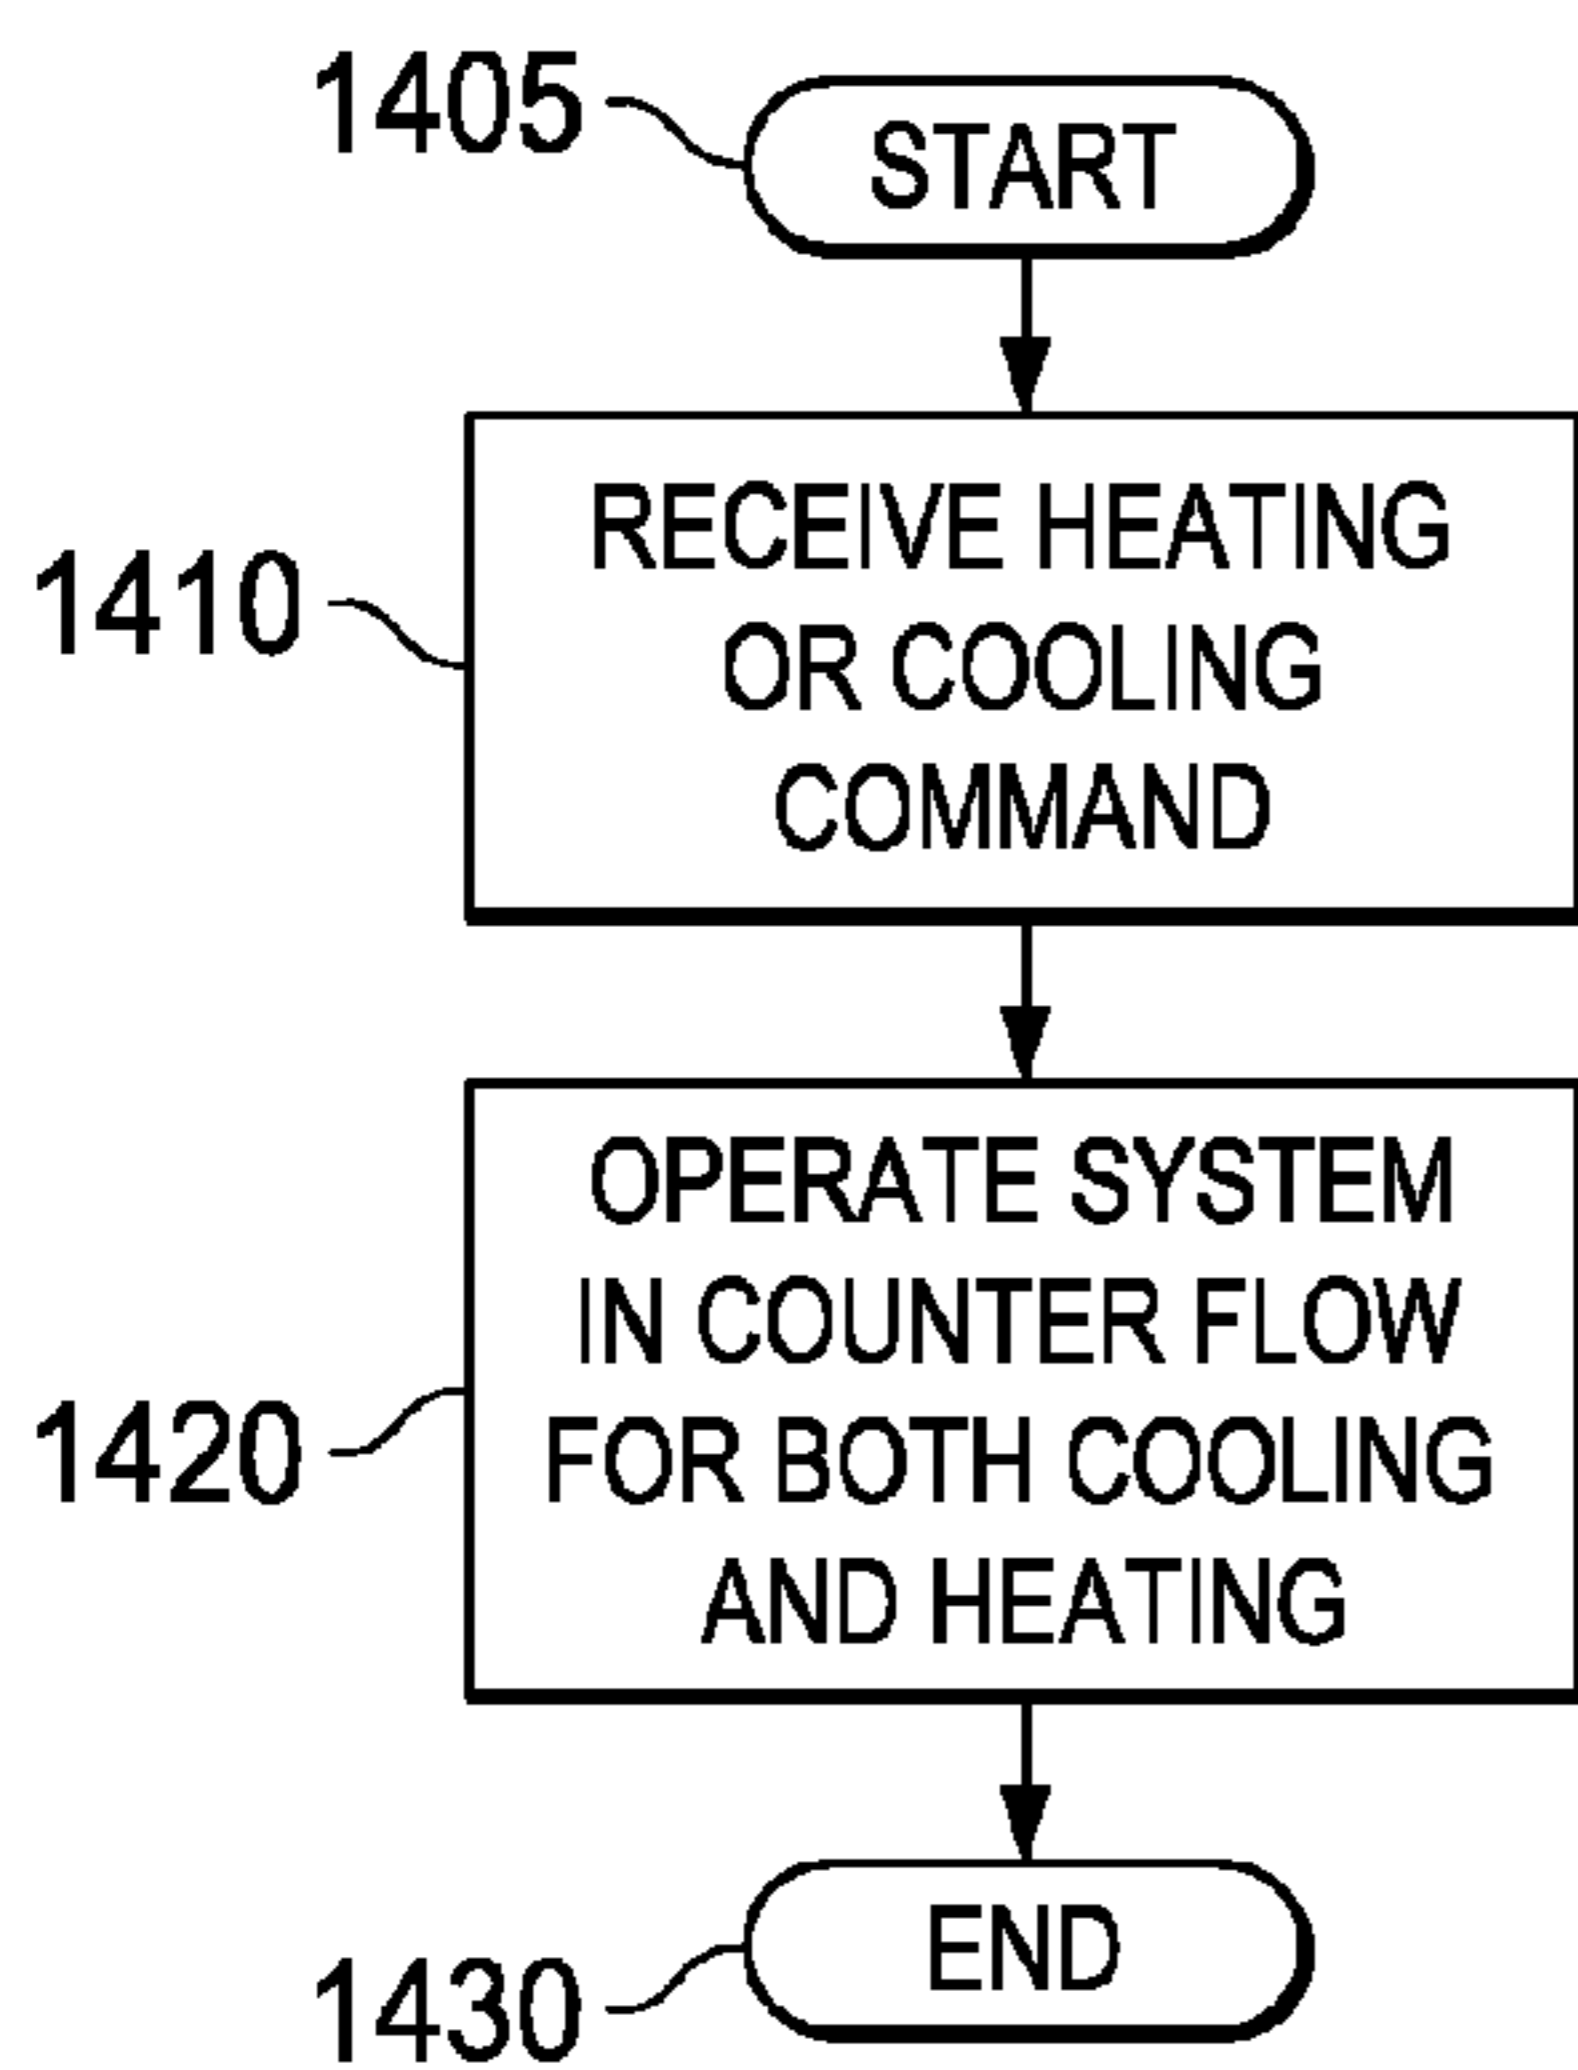 1405
START
1410
RECEIVE HEATING
OR COOLING
COMMAND
1420
OPERATE SYSTEM
IN COUNTER FLOW
FOR BOTH COOLING
AND HEATING
1430
END